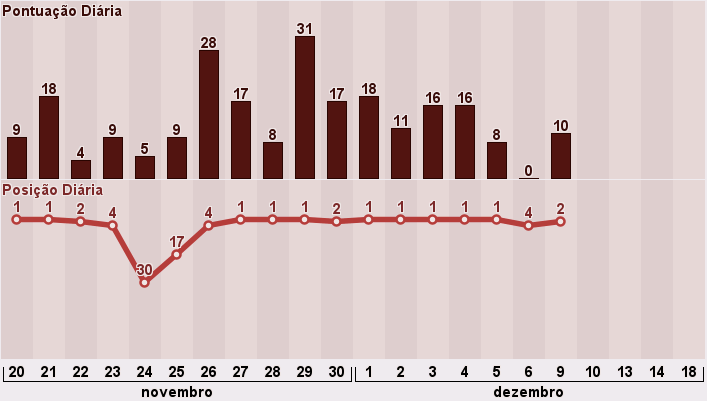 Pontuação Diária
9 18 4 9 5 9 28 17 8 31 17 18 11 16 16 8 0 10
Posição Diária
1 1 2 4 30 17 4 1 1 1 2 1 1 1 1 1 4 2
20 21 22 23 24 25 26 27 28 29 30 1 2 3 4 5 6 9 10 13 14 18
novembro dezembro